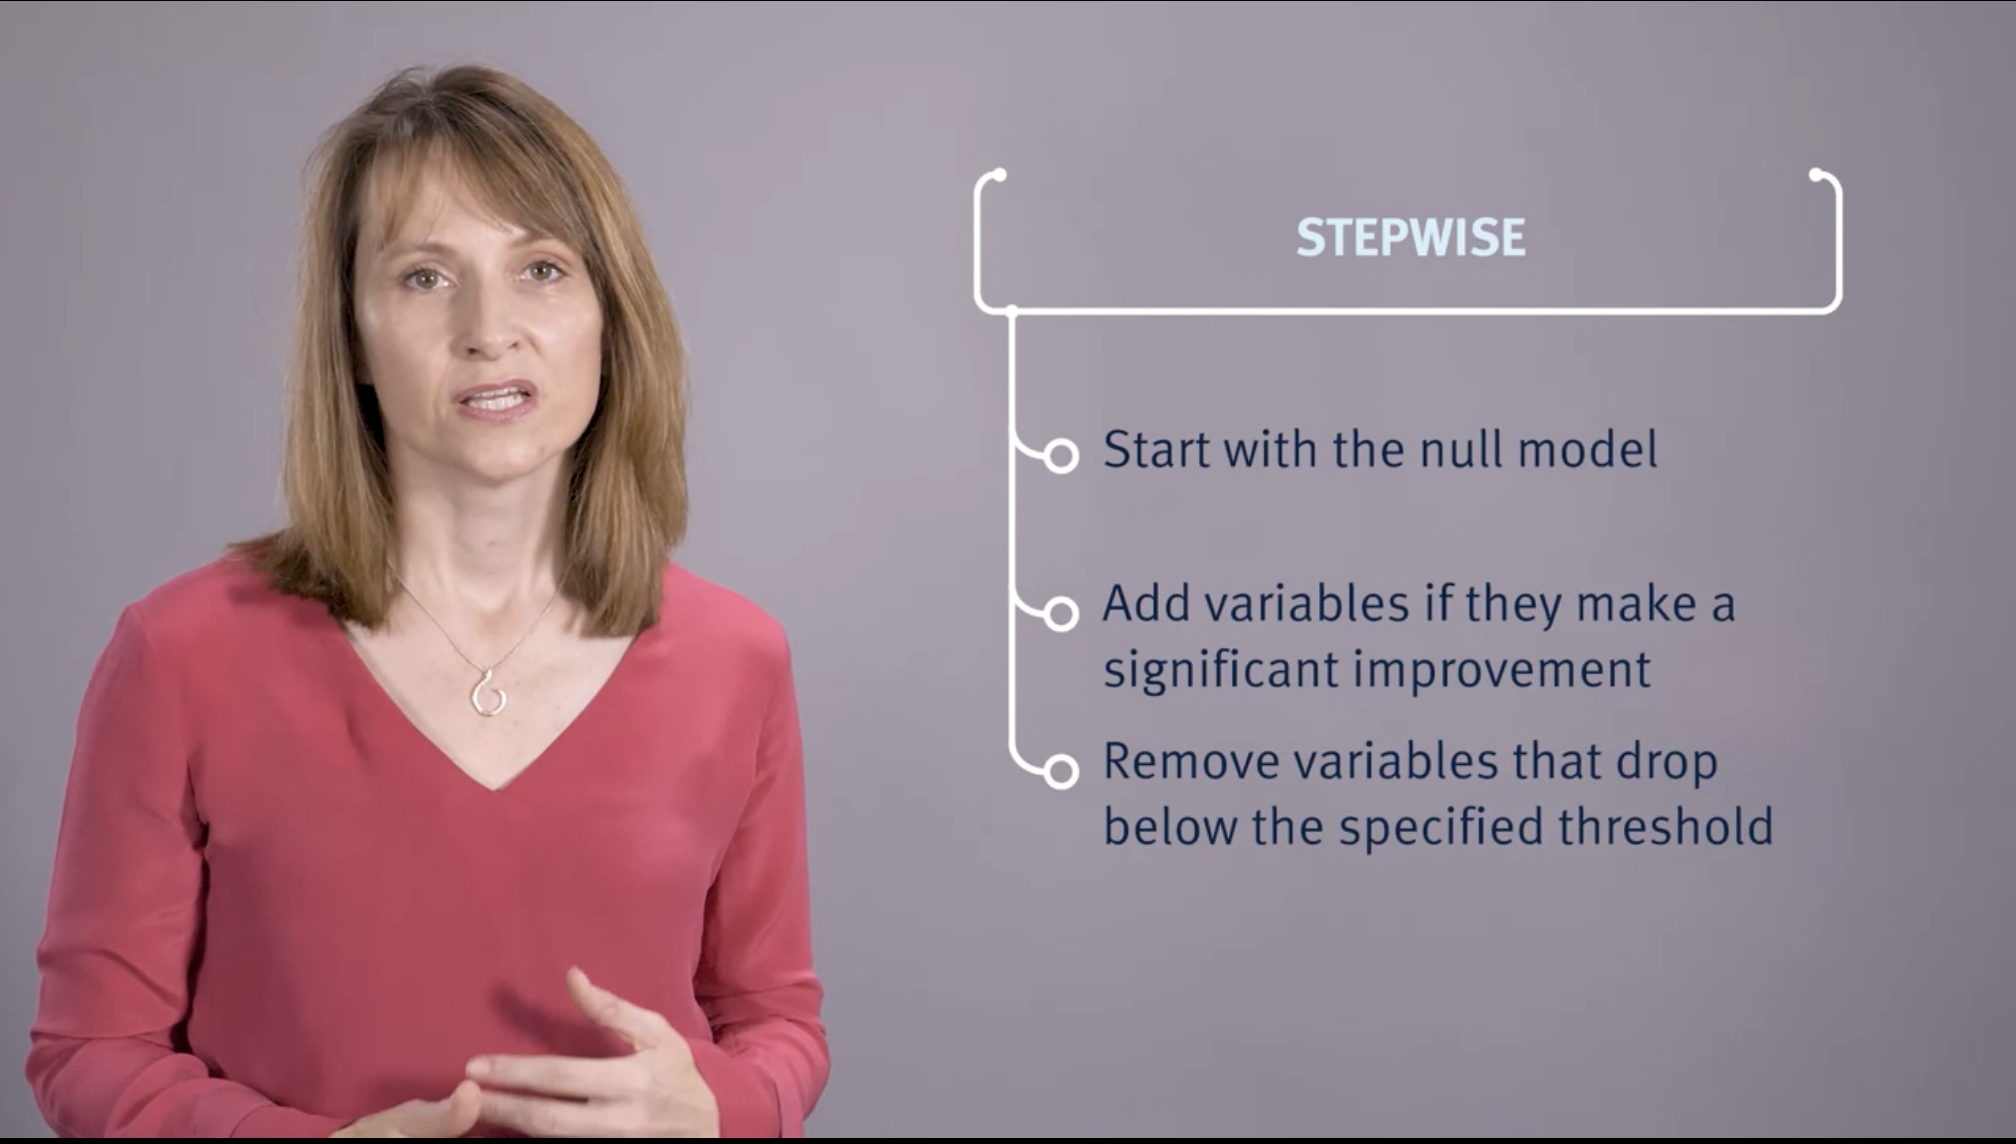 STEPWISE
Start with the null model
Add variables if they make a
significant improvement
Remove variables that drop
below the specified threshold